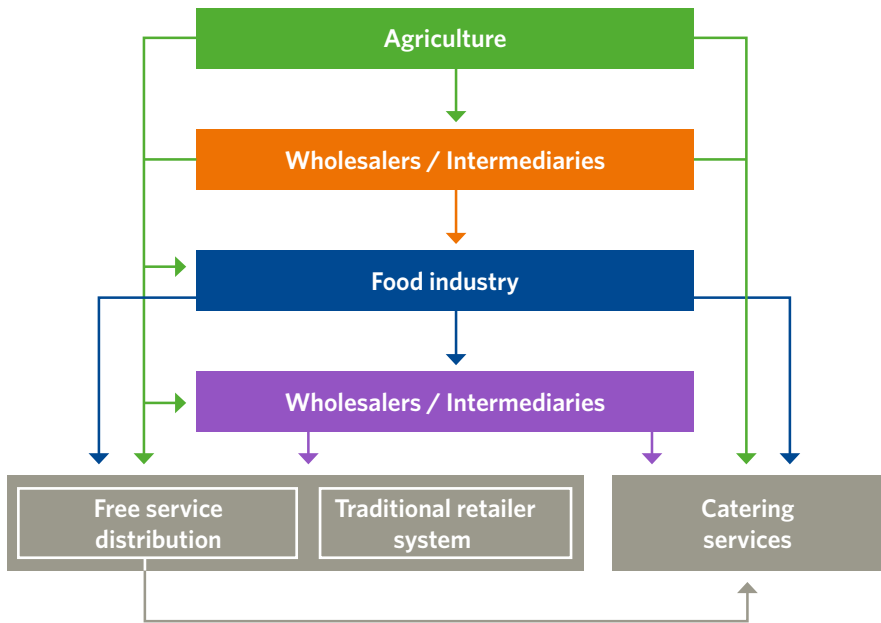 Agriculture
Wholesalers / Intermediaries
Food industry
Wholesalers / Intermediaries
Free service
distribution
Traditional retailer
system
Catering
services